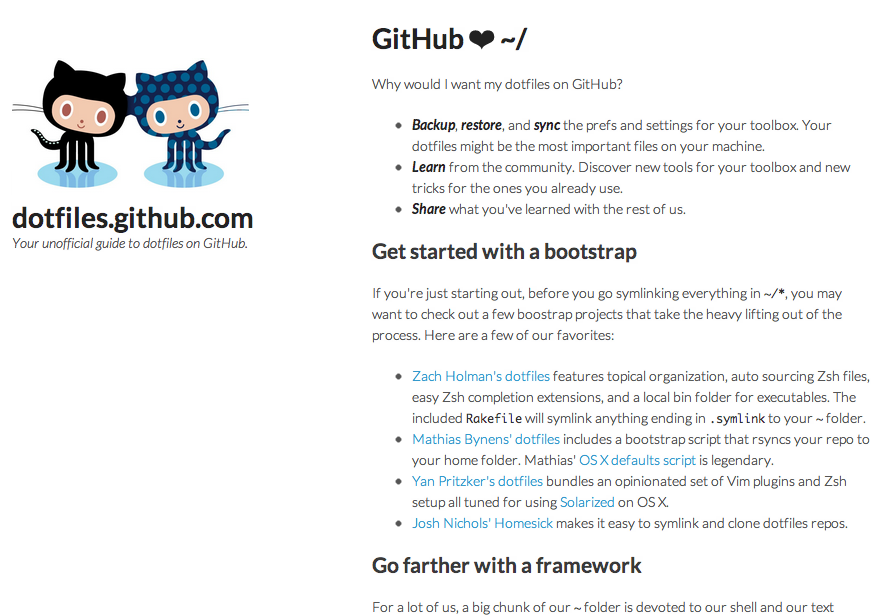 dotfiles.github.com
Your unofficial guide to dotfiles on GitHub.
GitHub ❤ ~/
Why would I want my dotfiles on GitHub?
• Backup, restore, and sync the prefs and settings for your toolbox. Your
dotfiles might be the most important files on your machine.
• Learn from the community. Discover new tools for your toolbox and new
tricks for the ones you already use.
• Share what you've learned with the rest of us.
Get started with a bootstrap
If you're just starting out, before you go symlinking everything in ~/*, you may
want to check out a few boostrap projects that take the heavy lifting out of the
process. Here are a few of our favorites:
• Zach Holman's dotfiles features topical organization, auto sourcing Zsh files,
easy Zsh completion extensions, and a local bin folder for executables. The
included Rakefile will symlink anything ending in .symlink to your ~ folder.
• Mathias Bynens' dotfiles includes a bootstrap script that rsyncs your repo to
your home folder. Mathias' OS X defaults script is legendary.
• Yan Pritzker's dotfiles bundles an opinionated set of Vim plugins and Zsh
setup all tuned for using Solarized on OS X.
• Josh Nichols' Homesick makes it easy to symlink and clone dotfiles repos.
Go farther with a framework
For a lot of us, a big chunk of our ~ folder is devoted to our shell and our text